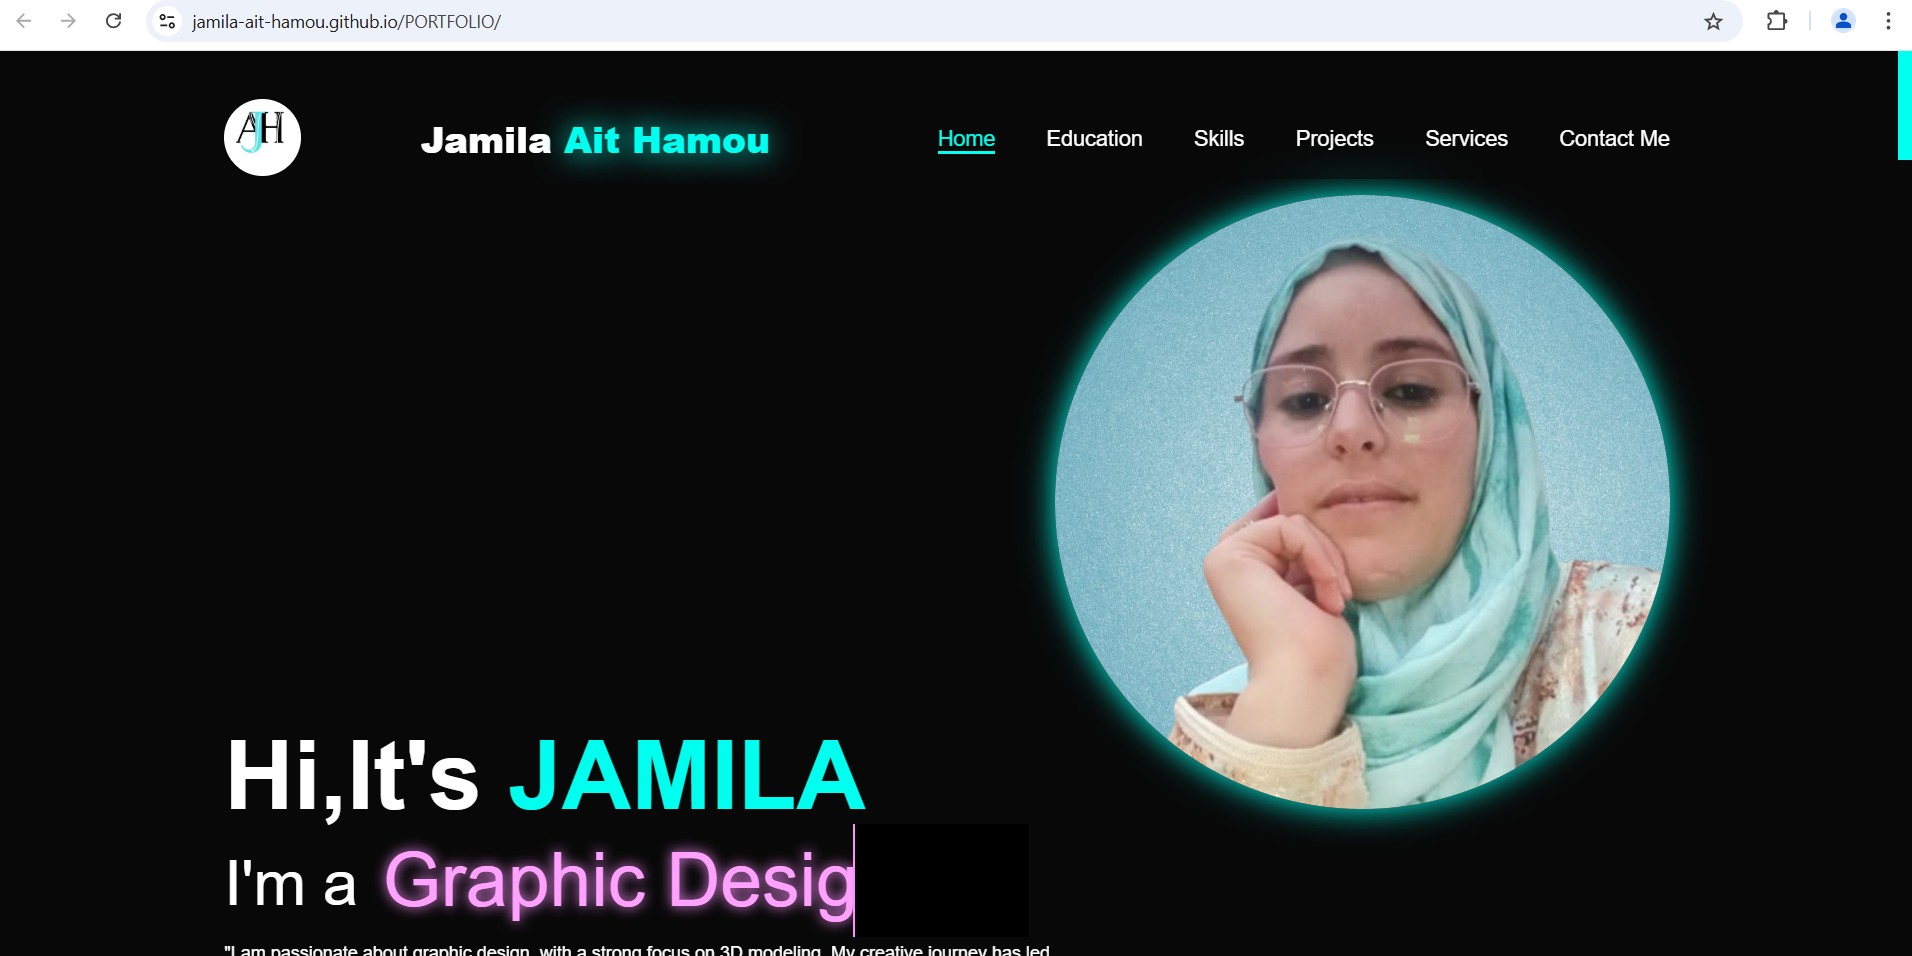 jamila-ait-hamou.github.io/PORTFOLIO/
AJH
Jamila Ait Hamou
Home Education Skills Projects Services Contact Me
Hi,It's JAMILA
I'm a Graphic Desig
"I am passionate about graphic design, with a strong focus on 3D modeling. My creative journey has led